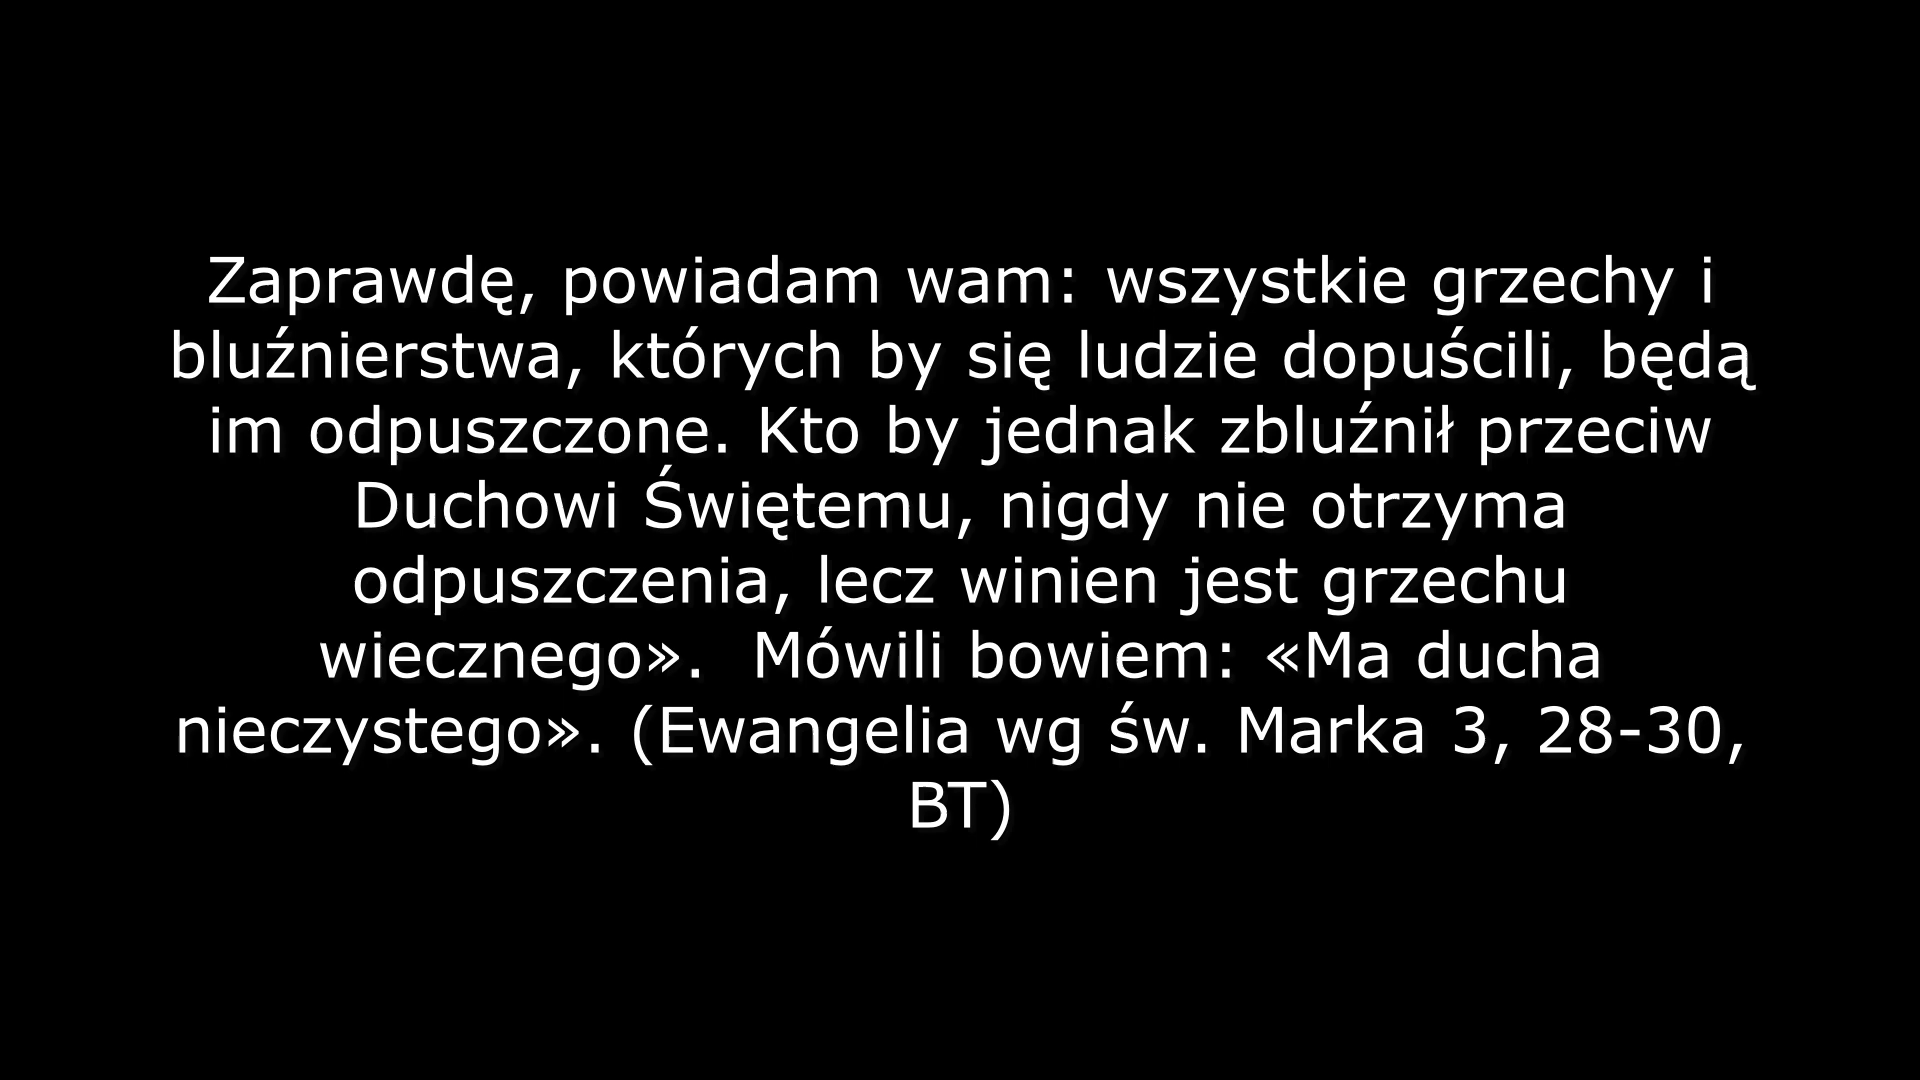 Zaprawdę, powiadam wam: wszystkie grzechy i
bluźnierstwa, których by się ludzie dopuścili, będą
im odpuszczone. Kto by jednak zbluźnił przeciw
Duchowi Świętemu, nigdy nie otrzyma
odpuszczenia, lecz winien jest grzechu
wiecznego».  Mówili bowiem: «Ma ducha
nieczystego». (Ewangelia wg św. Marka 3, 28-30,
BT)